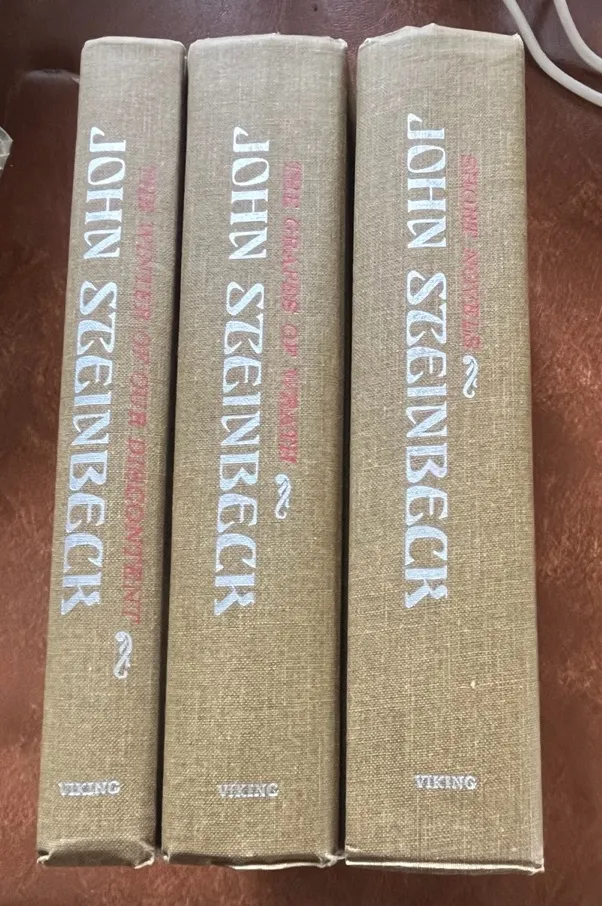 THE WINTER OF OUR DISCONTENT
JOHN STEINBECK
VIKING
THE GRAPES OF WRATH
JOHN STEINBECK
VIKING
SHORT NOVELS
JOHN STEINBECK
VIKING